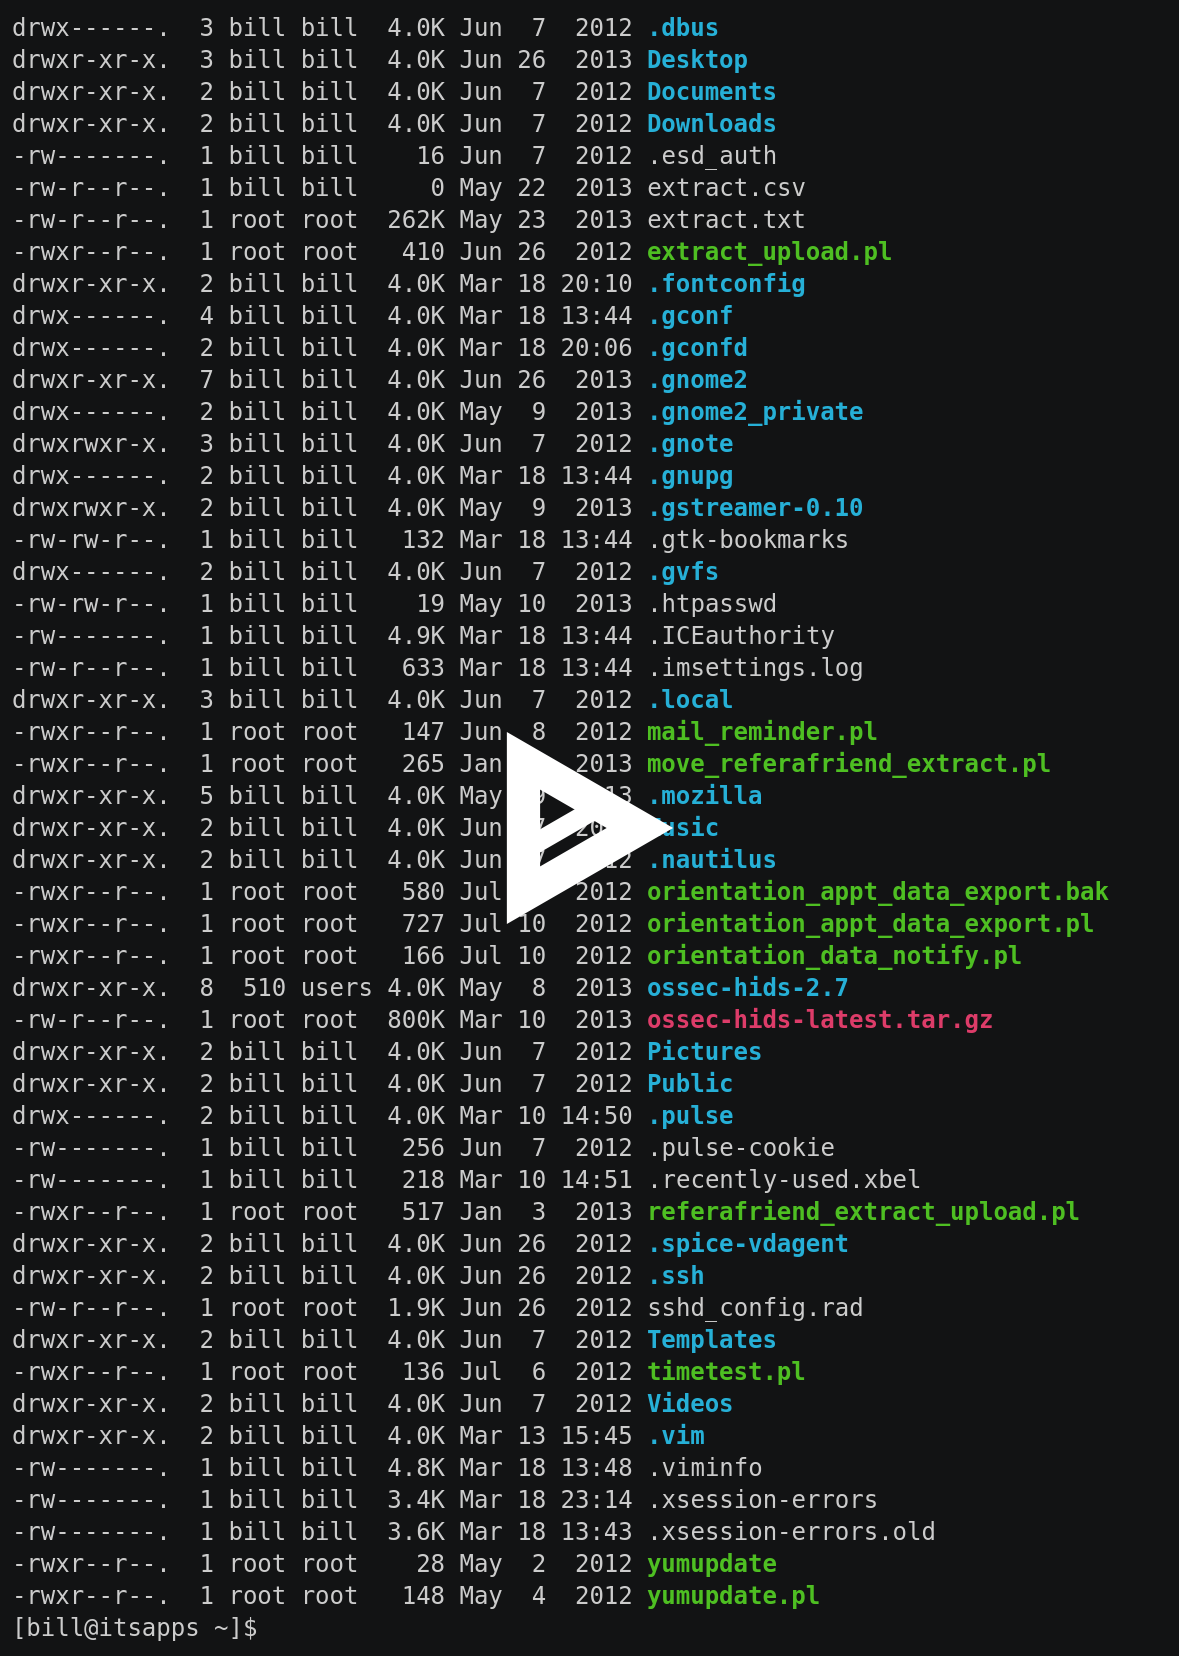 drwx------.  3 bill bill  4.0K Jun  7  2012 .dbus
drwxr-xr-x.  3 bill bill  4.0K Jun 26  2013 Desktop
drwxr-xr-x.  2 bill bill  4.0K Jun  7  2012 Documents
drwxr-xr-x.  2 bill bill  4.0K Jun  7  2012 Downloads
-rw-------.  1 bill bill    16 Jun  7  2012 .esd_auth
-rw-r--r--.  1 bill bill     0 May 22  2013 extract.csv
-rw-r--r--.  1 root root  262K May 23  2013 extract.txt
-rwxr--r--.  1 root root   410 Jun 26  2012 extract_upload.pl
drwxr-xr-x.  2 bill bill  4.0K Mar 18 20:10 .fontconfig
drwx------.  4 bill bill  4.0K Mar 18 13:44 .gconf
drwx------.  2 bill bill  4.0K Mar 18 20:06 .gconfd
drwxr-xr-x.  7 bill bill  4.0K Jun 26  2013 .gnome2
drwx------.  2 bill bill  4.0K May  9  2013 .gnome2_private
drwxrwxr-x.  3 bill bill  4.0K Jun  7  2012 .gnote
drwx------.  2 bill bill  4.0K Mar 18 13:44 .gnupg
drwxrwxr-x.  2 bill bill  4.0K May  9  2013 .gstreamer-0.10
-rw-rw-r--.  1 bill bill   132 Mar 18 13:44 .gtk-bookmarks
drwx------.  2 bill bill  4.0K Jun  7  2012 .gvfs
-rw-rw-r--.  1 bill bill    19 May 10  2013 .htpasswd
-rw-------.  1 bill bill  4.9K Mar 18 13:44 .ICEauthority
-rw-r--r--.  1 bill bill   633 Mar 18 13:44 .imsettings.log
drwxr-xr-x.  3 bill bill  4.0K Jun  7  2012 .local
-rwxr--r--.  1 root root   147 Jun  8  2012 mail_reminder.pl
-rwxr--r--.  1 root root   265 Jan     2013 move_referafriend_extract.pl
drwxr-xr-x.  5 bill bill  4.0K May  9 .mozilla
drwxr-xr-x.  2 bill bill  4.0K Jun  7
drwxr-xr-x.  2 bill bill  4.0K Jun  7 .nautilus
-rwxr--r--.  1 root root   580 Jul     2012 orientation_appt_data_export.bak
-rwxr--r--.  1 root root   727 Jul 10  2012 orientation_appt_data_export.pl
-rwxr--r--.  1 root root   166 Jul 10  2012 orientation_data_notify.pl
drwxr-xr-x.  8  510 users 4.0K May  8  2013 ossec-hids-2.7
-rw-r--r--.  1 root root  800K Mar 10  2013 ossec-hids-latest.tar.gz
drwxr-xr-x.  2 bill bill  4.0K Jun  7  2012 Pictures
drwxr-xr-x.  2 bill bill  4.0K Jun  7  2012 Public
drwx------.  2 bill bill  4.0K Mar 10 14:50 .pulse
-rw-------.  1 bill bill   256 Jun  7  2012 .pulse-cookie
-rw-------.  1 bill bill   218 Mar 10 14:51 .recently-used.xbel
-rwxr--r--.  1 root root   517 Jan  3  2013 referafriend_extract_upload.pl
drwxr-xr-x.  2 bill bill  4.0K Jun 26  2012 .spice-vdagent
drwxr-xr-x.  2 bill bill  4.0K Jun 26  2012 .ssh
-rw-r--r--.  1 root root  1.9K Jun 26  2012 sshd_config.rad
drwxr-xr-x.  2 bill bill  4.0K Jun  7  2012 Templates
-rwxr--r--.  1 root root   136 Jul  6  2012 timetest.pl
drwxr-xr-x.  2 bill bill  4.0K Jun  7  2012 Videos
drwxr-xr-x.  2 bill bill  4.0K Mar 13 15:45 .vim
-rw-------.  1 bill bill  4.8K Mar 18 13:48 .viminfo
-rw-------.  1 bill bill  3.4K Mar 18 23:14 .xsession-errors
-rw-------.  1 bill bill  3.6K Mar 18 13:43 .xsession-errors.old
-rwxr--r--.  1 root root    28 May  2  2012 yumupdate
-rwxr--r--.  1 root root   148 May  4  2012 yumupdate.pl
[bill@itsapps ~]$